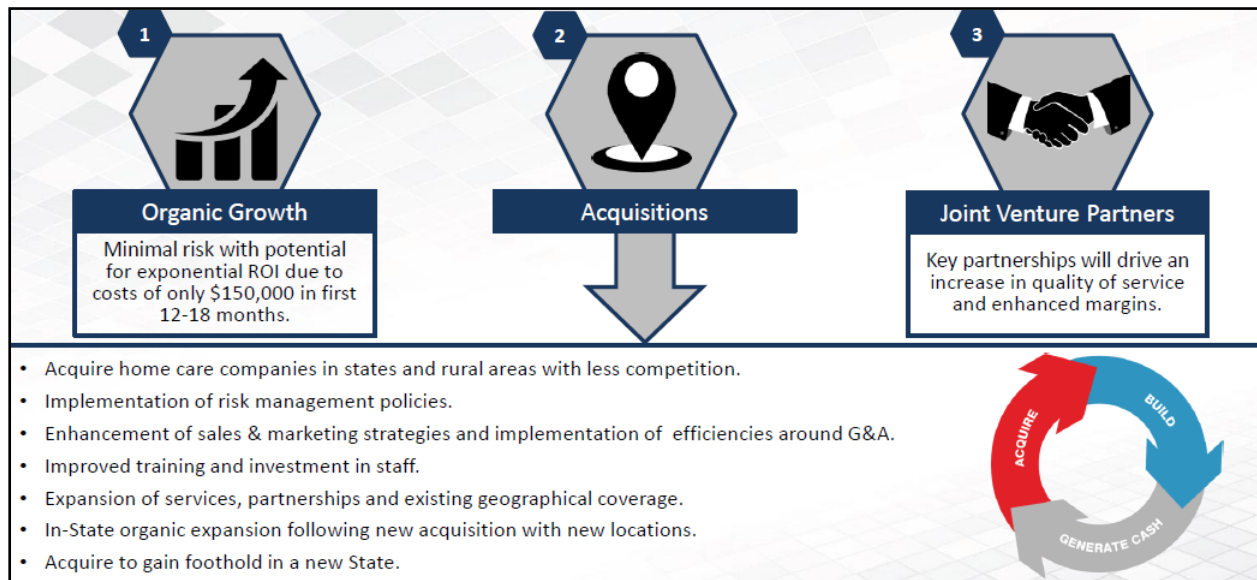 1
Organic Growth
Minimal risk with potential
for exponential ROI due to
costs of only $150,000 in first
12-18 months.
2
Acquisitions
3
Joint Venture Partners
Key partnerships will drive an
increase in quality of service
and enhanced margins.
• Acquire home care companies in states and rural areas with less competition.
• Implementation of risk management policies.
• Enhancement of sales & marketing strategies and implementation of efficiencies around G&A.
• Improved training and investment in staff.
• Expansion of services, partnerships and existing geographical coverage.
• In-State organic expansion following new acquisition with new locations.
• Acquire to gain foothold in a new State.
ACQUIRE
BUILD
GENERATE CASH